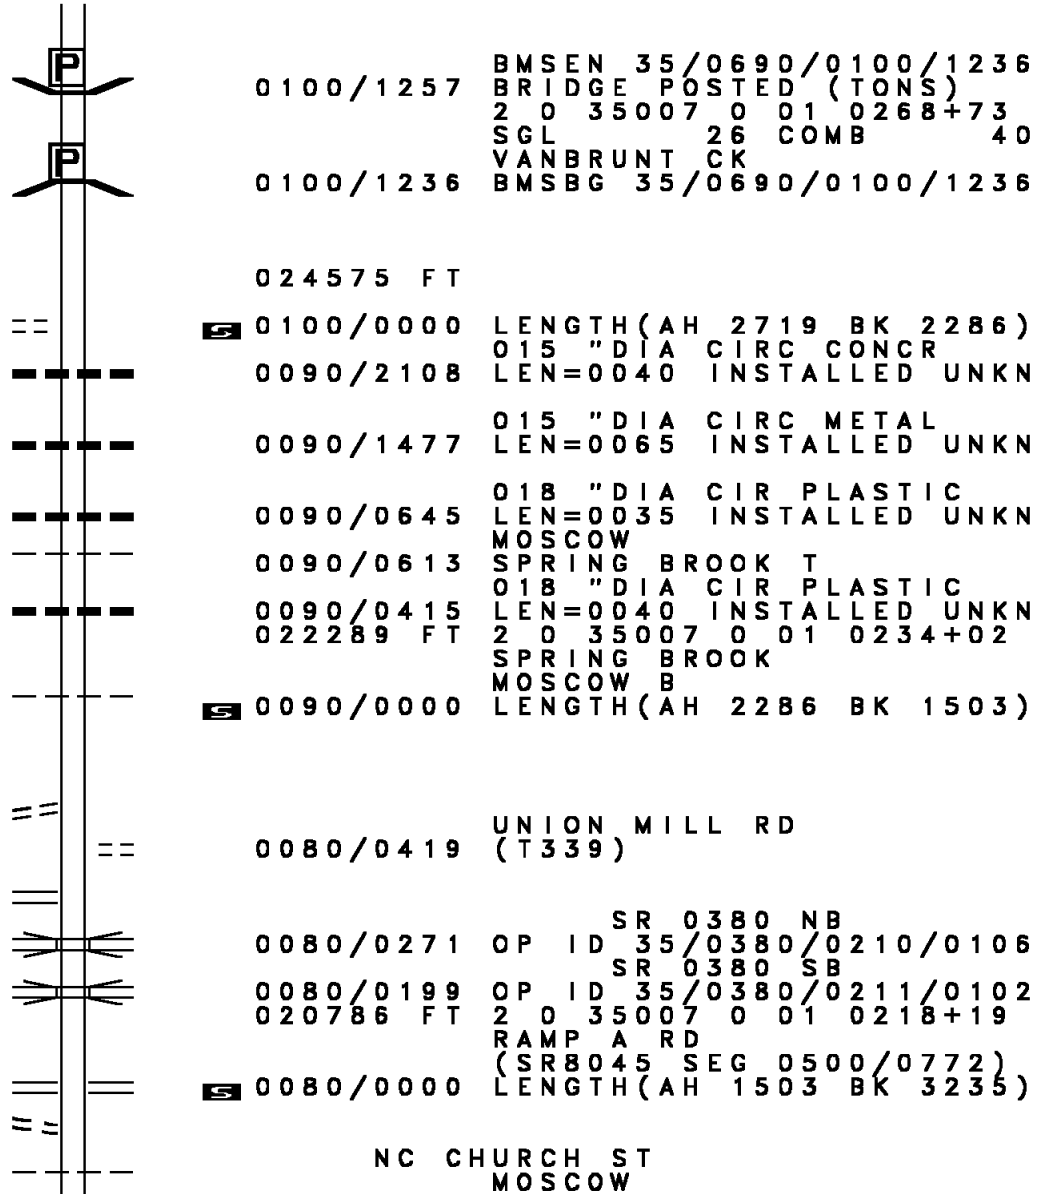 P
BMSEN 35/0690/0100/1236
0100/1257 BRIDGE POSTED (TONS)
2 0 35007 0 01 0268+73
SGL 26 COMB 40
P
VANBRUNT CK
0100/1236 BMSBG 35/0690/0100/1236
024575 FT
S 0100/0000 LENGTH(AH 2719 BK 2286)
015 "DIA CIRC CONCR
0090/2108 LEN=0040 INSTALLED UNKN
015 "DIA CIRC METAL
0090/1477 LEN=0065 INSTALLED UNKN
018 "DIA CIR PLASTIC
0090/0645 LEN=0035 INSTALLED UNKN
MOSCOW
0090/0613 SPRING BROOK T
018 "DIA CIR PLASTIC
0090/0415 LEN=0040 INSTALLED UNKN
022289 FT 2 0 35007 0 01 0234+02
SPRING BROOK
MOSCOW B
S 0090/0000 LENGTH(AH 2286 BK 1503)
UNION MILL RD
0080/0419 (T339)
SR 0380 NB
0080/0271 OP ID 35/0380/0210/0106
SR 0380 SB
0080/0199 OP ID 35/0380/0211/0102
020786 FT 2 0 35007 0 01 0218+19
RAMP A RD
(SR8045 SEG 0500/0772)
S 0080/0000 LENGTH(AH 1503 BK 3235)
NC CHURCH ST
MOSCOW